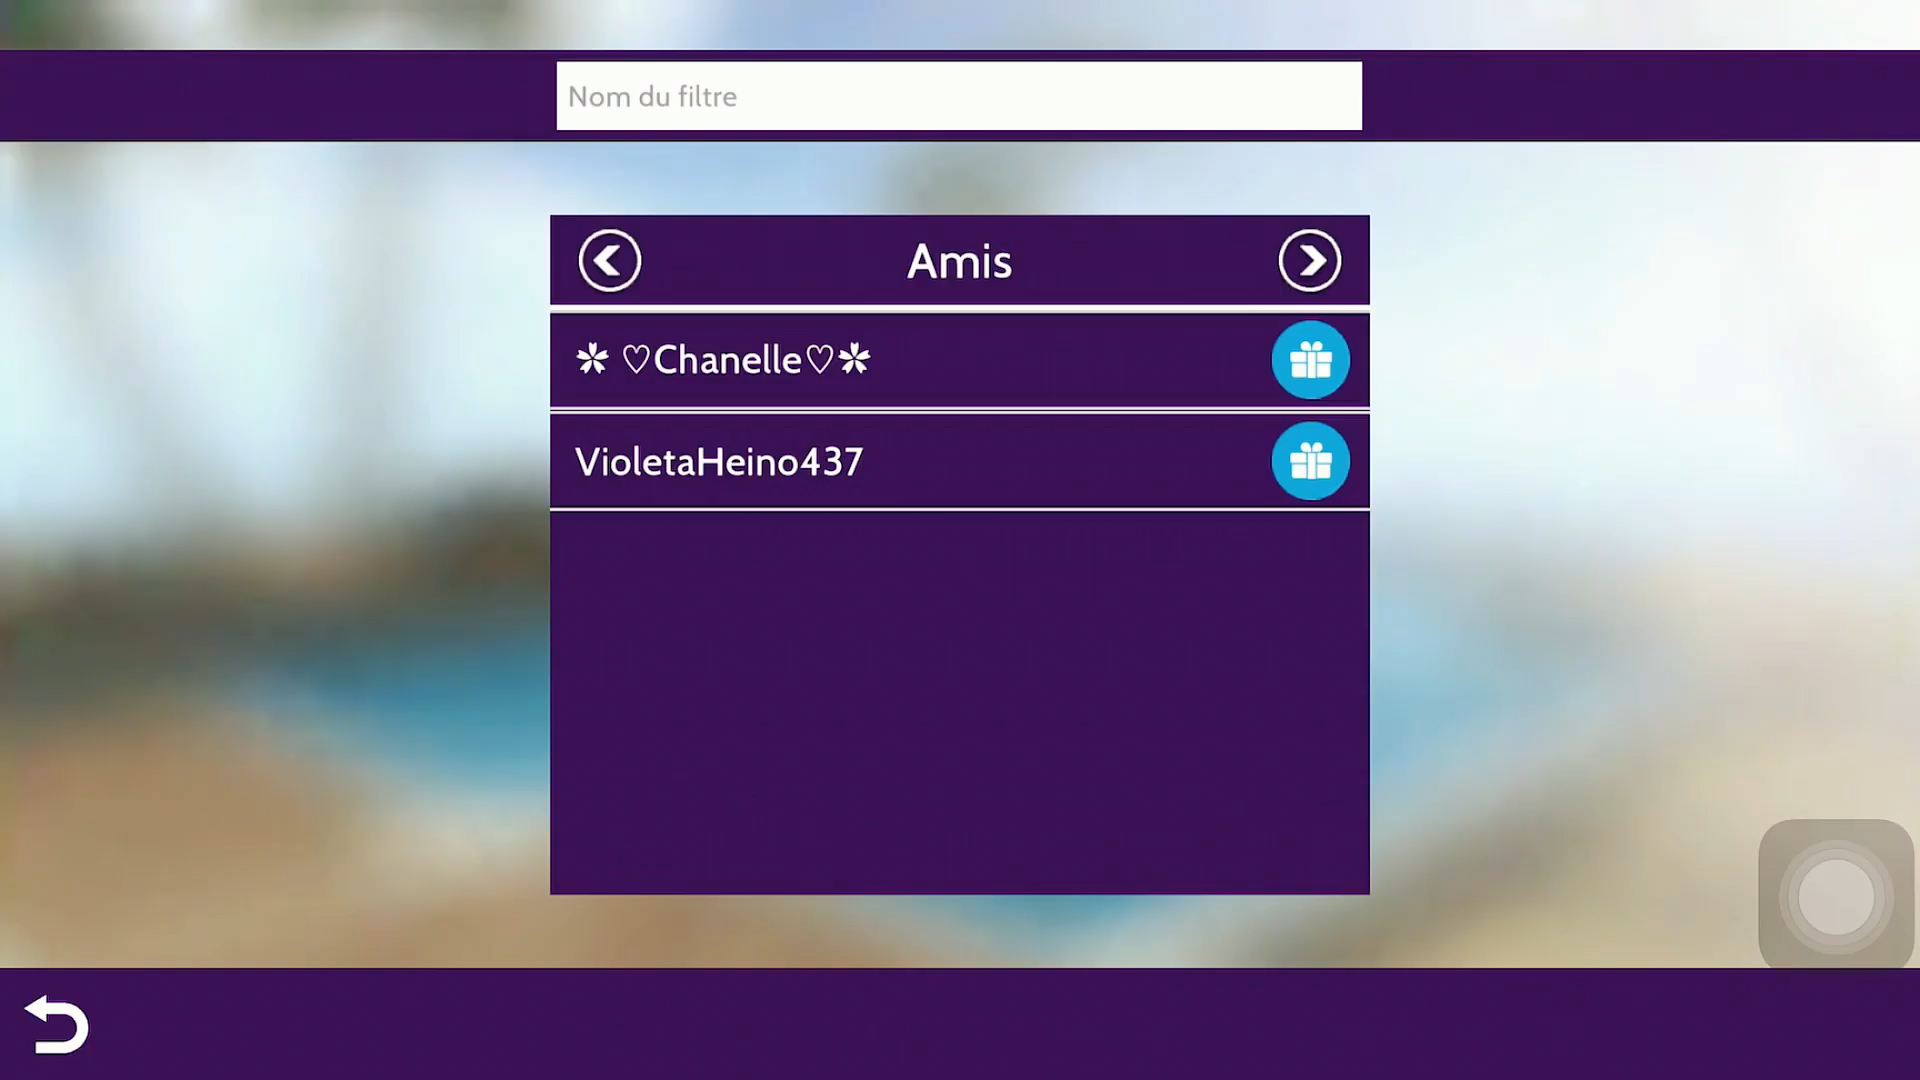 Nom du filtre
Amis
✽ ♡Chanelle♡✽
VioletaHeino437